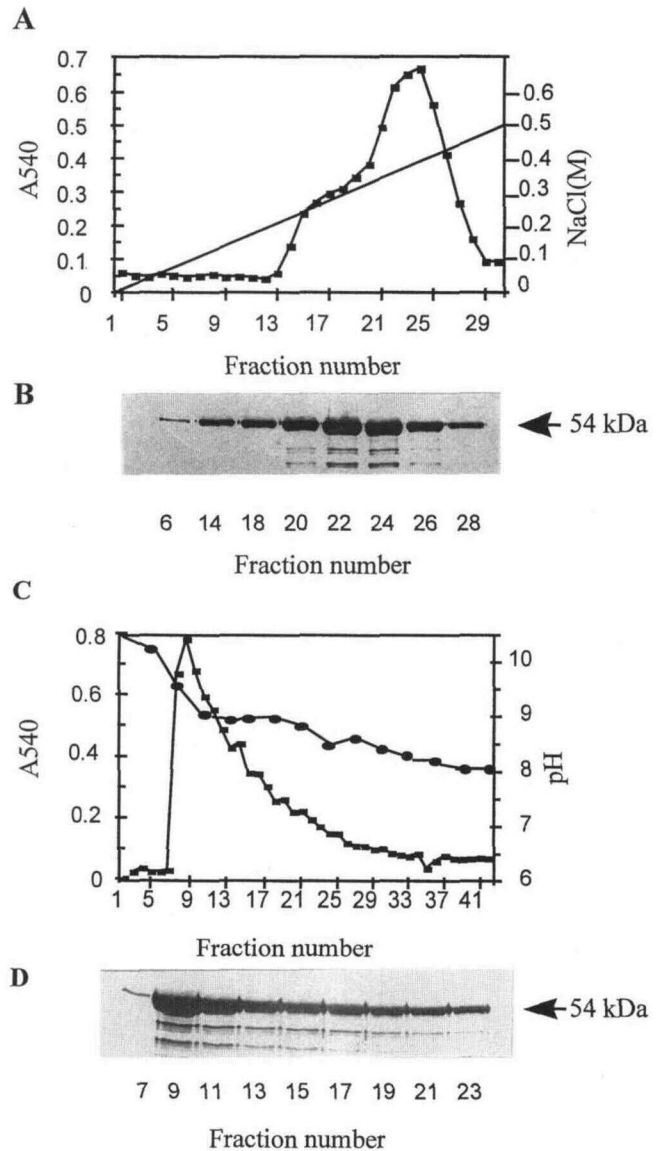 A
0.7
0.6
0.5
0.4
0.3
0.2
0.1
0
A540
0.6
0.5
0.4
0.3
0.2
0.1
0
NaCl(M)
1 5 9 13 17 21 25 29
Fraction number
B
54 kDa
6 14 18 20 22 24 26 28
Fraction number
C
0.8
0.6
0.4
0.2
0
A540
10
9
8
7
6
pH
1 5 9 13 17 21 25 29 33 37 41
Fraction number
D
54 kDa
7 9 11 13 15 17 19 21 23
Fraction number